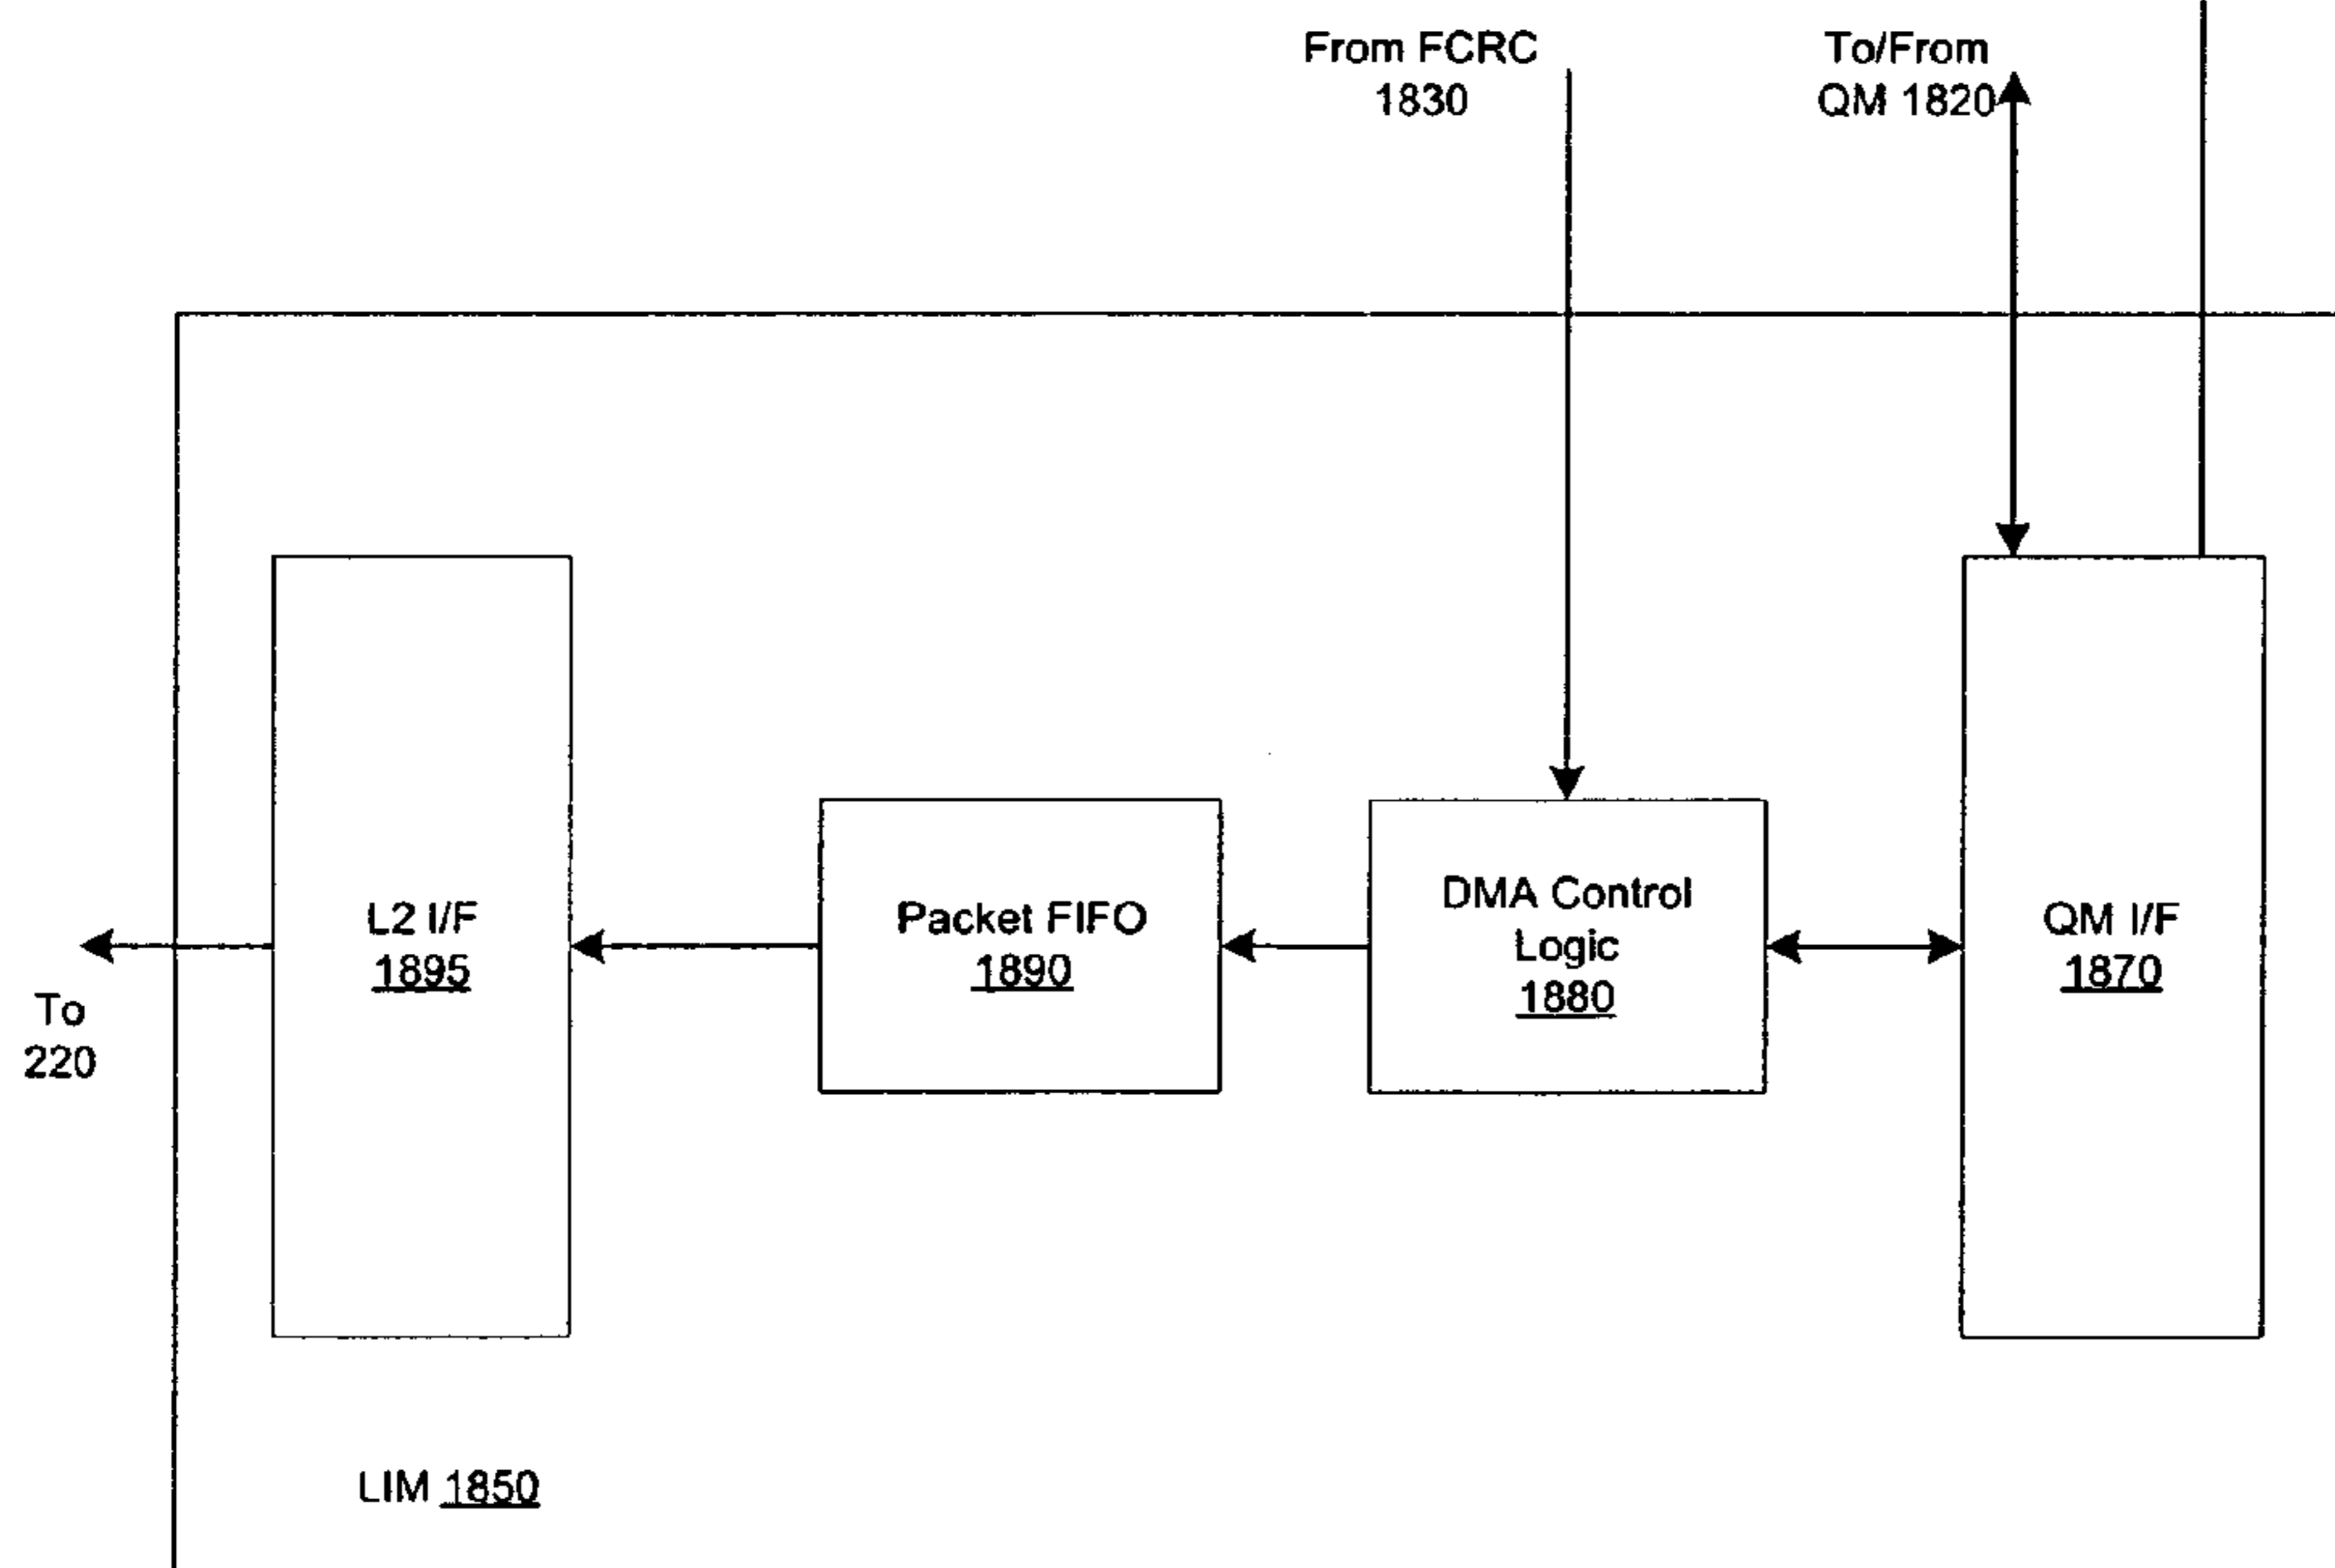 From FCRC
1830
To/From
QM 1820
L2 I/F
1895
Packet FIFO
1890
DMA Control
Logic
1880
QM I/F
1870
To
220
LIM 1850